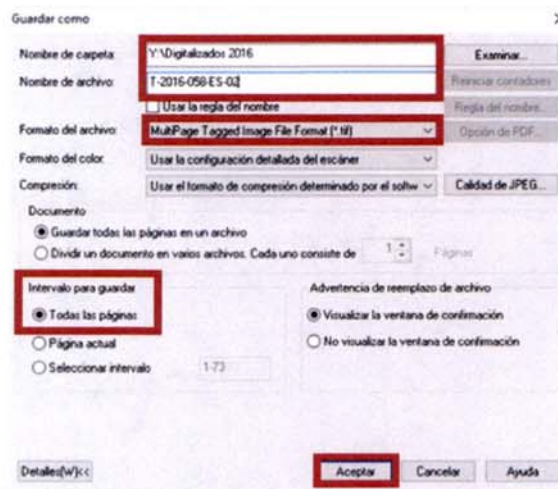 Guardar como
Nombre de carpeta: Y:\Digitalizados 2016 Examinar...
Nombre de archivo: T-2016-058-ES-02 Reiniciar contadores
Usar la regla del nombre Regla del nombre...
Formato del archivo: MultiPage Tagged Image File Format (*.tif) Opción de PDF...
Formato del color: Usar la configuración detallada del escáner
Compresión: Usar el formato de compresión determinado por el softw Calidad de JPEG...
Documento
Guardar todas las páginas en un archivo
Dividir un documento en varios archivos. Cada uno consiste de 1 Páginas
Intervalo para guardar Advertencia de reemplazo de archivo
Todas las páginas Visualizar la ventana de confirmación
Página actual No visualizar la ventana de confirmación
Seleccionar intervalo 1-73
Detalles(W)<< Aceptar Cancelar Ayuda